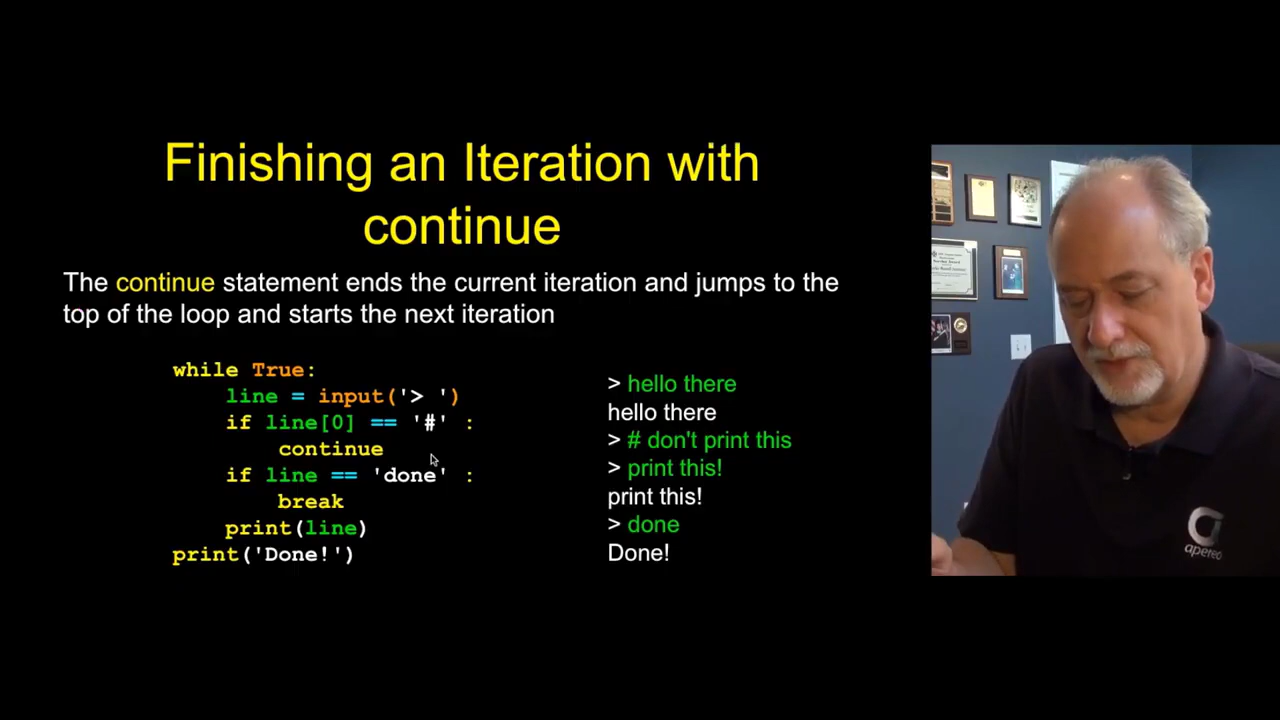 Finishing an Iteration with
continue
The continue statement ends the current iteration and jumps to the
top of the loop and starts the next iteration
while True:
    line = input('> ')
    if line[0] == '#' :
        continue
    if line == 'done' :
        break
    print(line)
print('Done!')
> hello there
hello there
> # don't print this
> print this!
print this!
> done
Done!
apereo